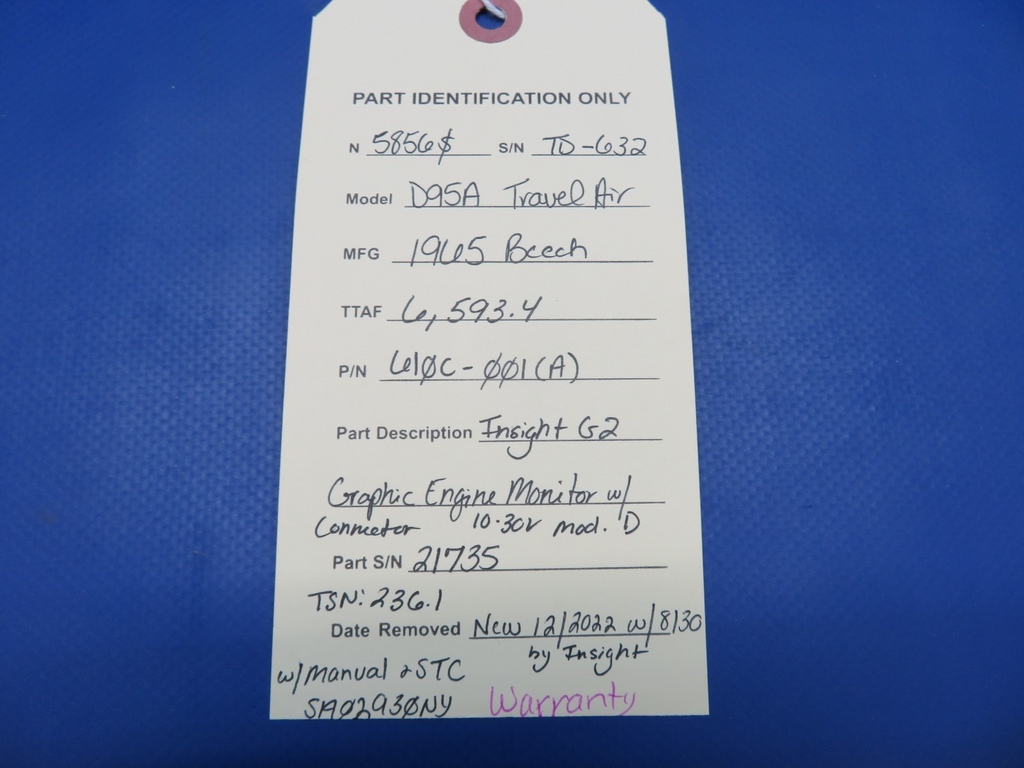 PART IDENTIFICATION ONLY
N 5856$ S/N TD-632
Model D95A Travel Air
MFG 1965 Beech
TTAF 6,593.4
P/N 610C-001(A)
Part Description Insight G2
Graphic Engine Monitor w/
Connector 10-30V mod. D
Part S/N 21735
TSN: 236.1
Date Removed New 12/2022 w/8130
by Insight
w/Manual & STC
SA02930NY Warranty